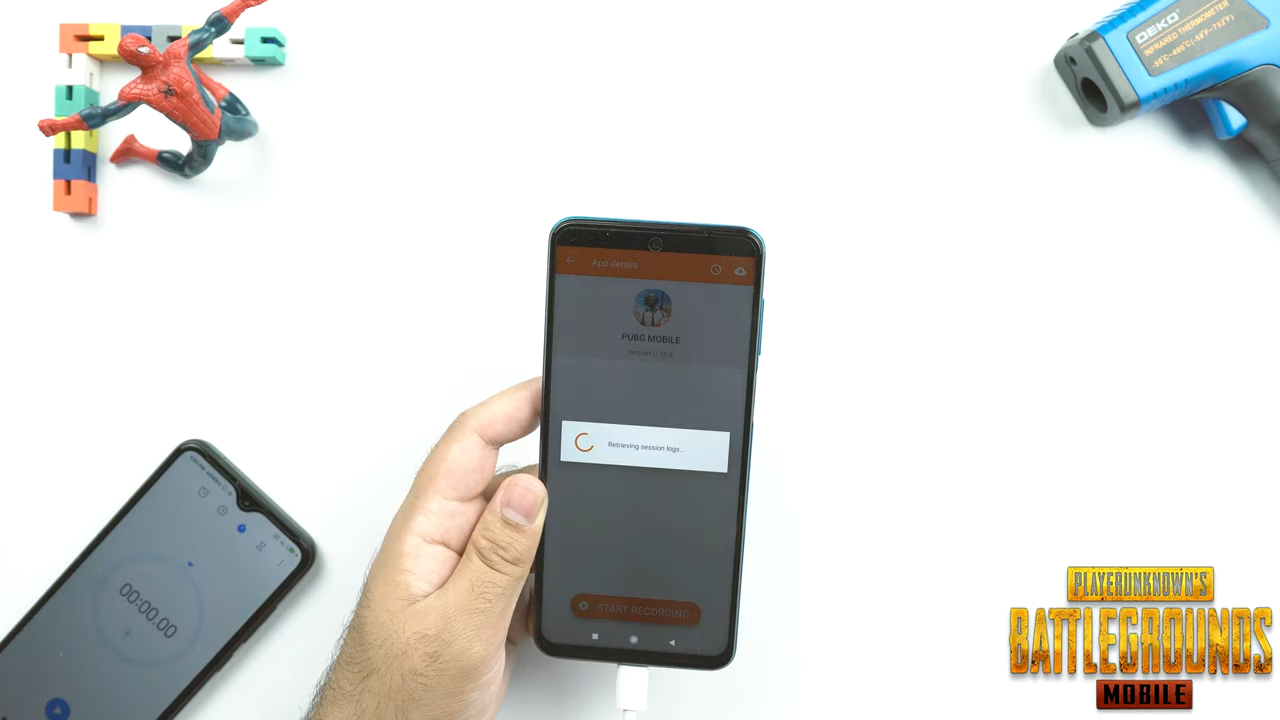 DEKO
INFRARED THERMOMETER
App details
PUBG MOBILE
Retrieving session logs...
START RECORDING
00:00.00
PLAYERUNKNOWN'S
BATTLEGROUNDS
MOBILE